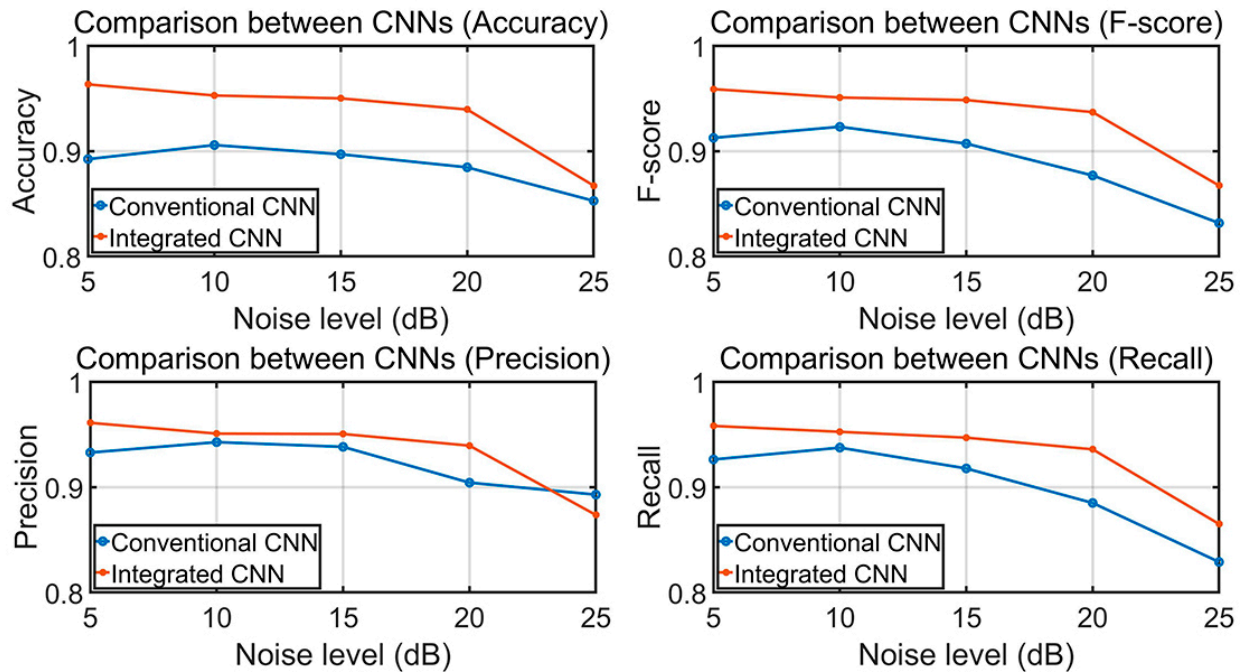 Comparison between CNNs (Accuracy)
1
0.9
0.8
Accuracy
Conventional CNN
Integrated CNN
5 10 15 20 25
Noise level (dB)
Comparison between CNNs (F-score)
1
0.9
0.8
F-score
Conventional CNN
Integrated CNN
5 10 15 20 25
Noise level (dB)
Comparison between CNNs (Precision)
1
0.9
0.8
Precision
Conventional CNN
Integrated CNN
5 10 15 20 25
Noise level (dB)
Comparison between CNNs (Recall)
1
0.9
0.8
Recall
Conventional CNN
Integrated CNN
5 10 15 20 25
Noise level (dB)